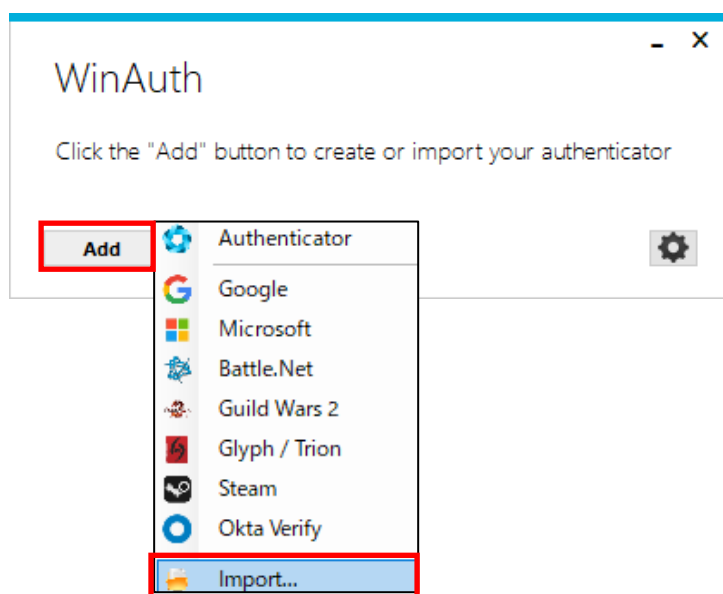 WinAuth
Click the "Add" button to create or import your authenticator
Add
Authenticator
Google
Microsoft
Battle.Net
Guild Wars 2
Glyph / Trion
Steam
Okta Verify
Import...